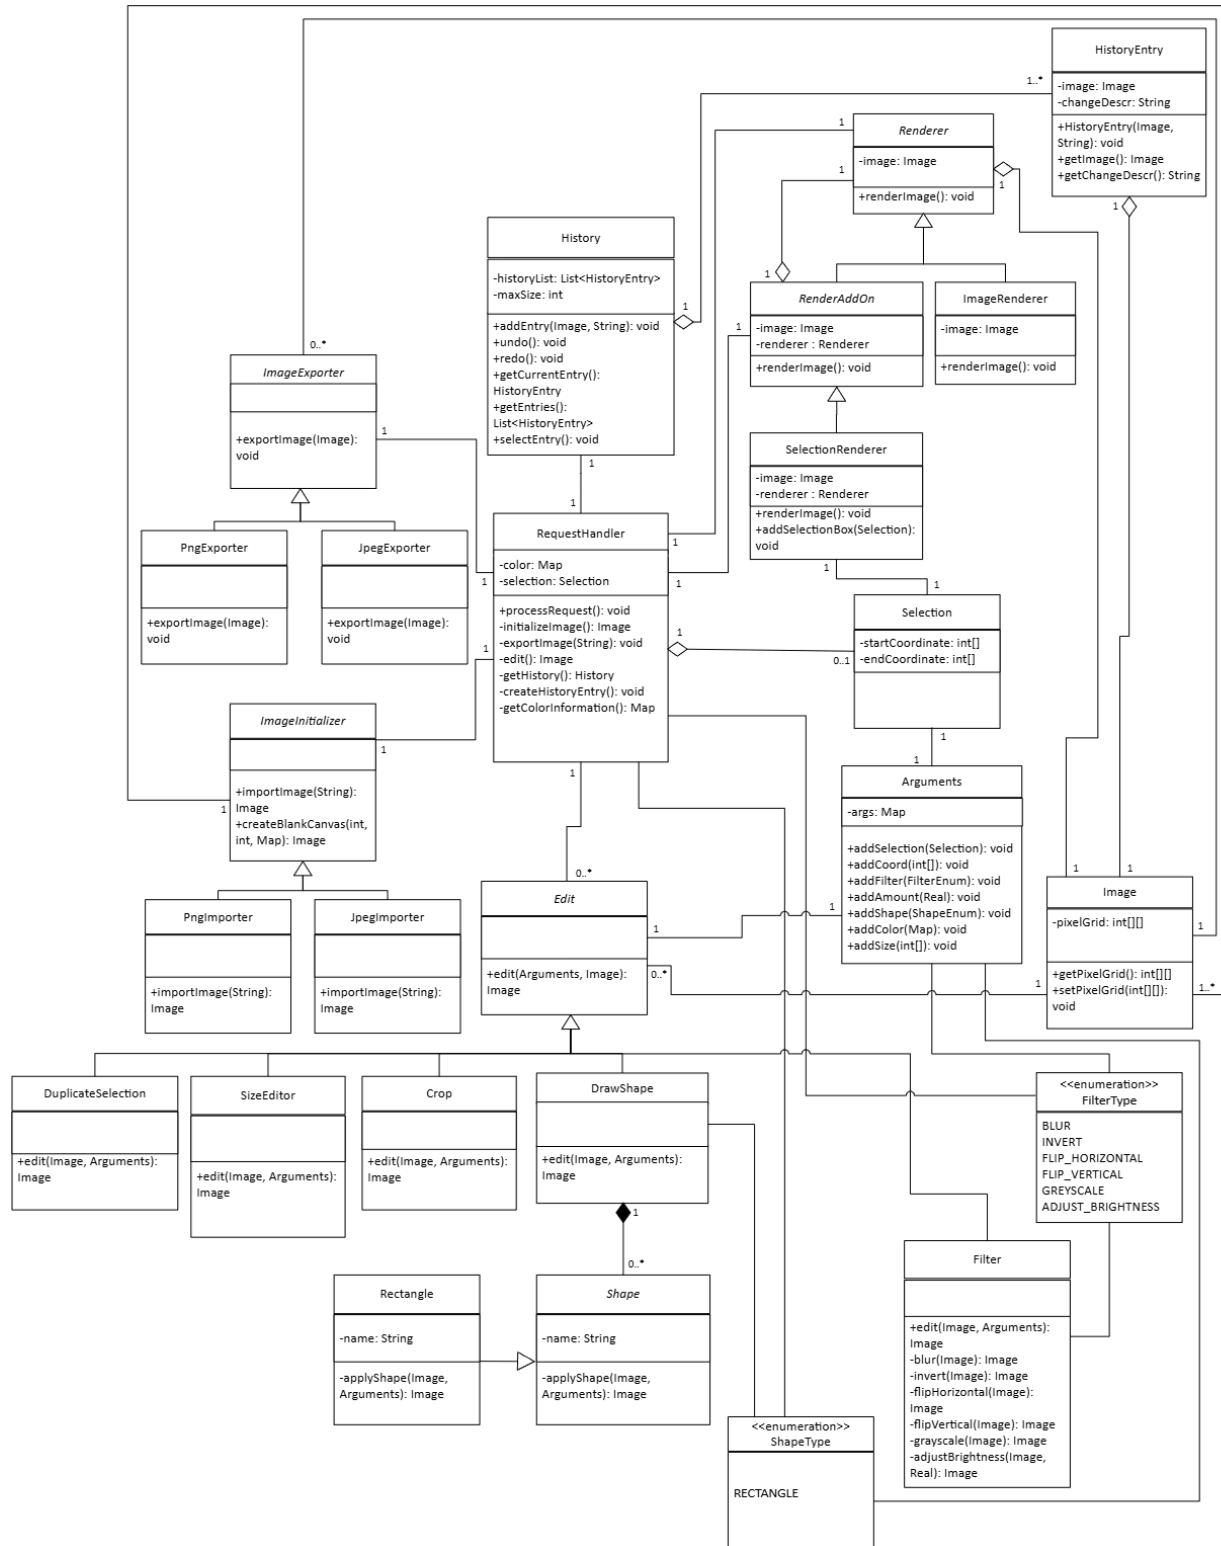 HistoryEntry
-image: Image
-changeDescr: String
+HistoryEntry(Image,
String): void
+getImage(): Image
+getChangeDescr(): String
1..*
1
1
Renderer
-image: Image
+renderImage(): void
1
1
1
History
-historyList: List<HistoryEntry>
-maxSize: int
+addEntry(Image, String): void
+undo(): void
+redo(): void
+getCurrentEntry():
HistoryEntry
+getEntries():
List<HistoryEntry>
+selectEntry(): void
1
1
1
RenderAddOn
-image: Image
-renderer : Renderer
+renderImage(): void
1
ImageRenderer
-image: Image
+renderImage(): void
0..*
ImageExporter
+exportImage(Image):
void
1
SelectionRenderer
-image: Image
-renderer : Renderer
+renderImage(): void
+addSelectionBox(Selection):
void
1
1
PngExporter
+exportImage(Image):
void
JpegExporter
+exportImage(Image):
void
1
RequestHandler
-color: Map
-selection: Selection
+processRequest(): void
-initializeImage(): Image
-exportImage(String): void
-edit(): Image
-getHistory(): History
-createHistoryEntry(): void
-getColorInformation(): Map
1
1
1
1
1
1
0..1
Selection
-startCoordinate: int[]
-endCoordinate: int[]
1
1
ImageInitializer
+importImage(String):
Image
+createBlankCanvas(int,
int, Map): Image
1
1
Arguments
-args: Map
+addSelection(Selection): void
+addCoord(int[]): void
+addFilter(FilterEnum): void
+addAmount(Real): void
+addShape(ShapeEnum): void
+addColor(Map): void
+addSize(int[]): void
1
PngImporter
+importImage(String):
Image
JpegImporter
+importImage(String):
Image
0..*
Edit
+edit(Arguments, Image):
Image
1
0..*
1
1
Image
-pixelGrid: int[][]
+getPixelGrid(): int[][]
+setPixelGrid(int[][]):
void
1
1
1..*
DuplicateSelection
+edit(Image, Arguments):
Image
SizeEditor
+edit(Image, Arguments):
Image
Crop
+edit(Image, Arguments):
Image
DrawShape
+edit(Image, Arguments):
Image
1
0..*
<<enumeration>>
FilterType
BLUR
INVERT
FLIP_HORIZONTAL
FLIP_VERTICAL
GREYSCALE
ADJUST_BRIGHTNESS
Rectangle
-name: String
-applyShape(Image,
Arguments): Image
Shape
-name: String
-applyShape(Image,
Arguments): Image
Filter
+edit(Image, Arguments):
Image
-blur(Image): Image
-invert(Image): Image
-flipHorizontal(Image):
Image
-flipVertical(Image): Image
-grayscale(Image): Image
-adjustBrightness(Image,
Real): Image
<<enumeration>>
ShapeType
RECTANGLE